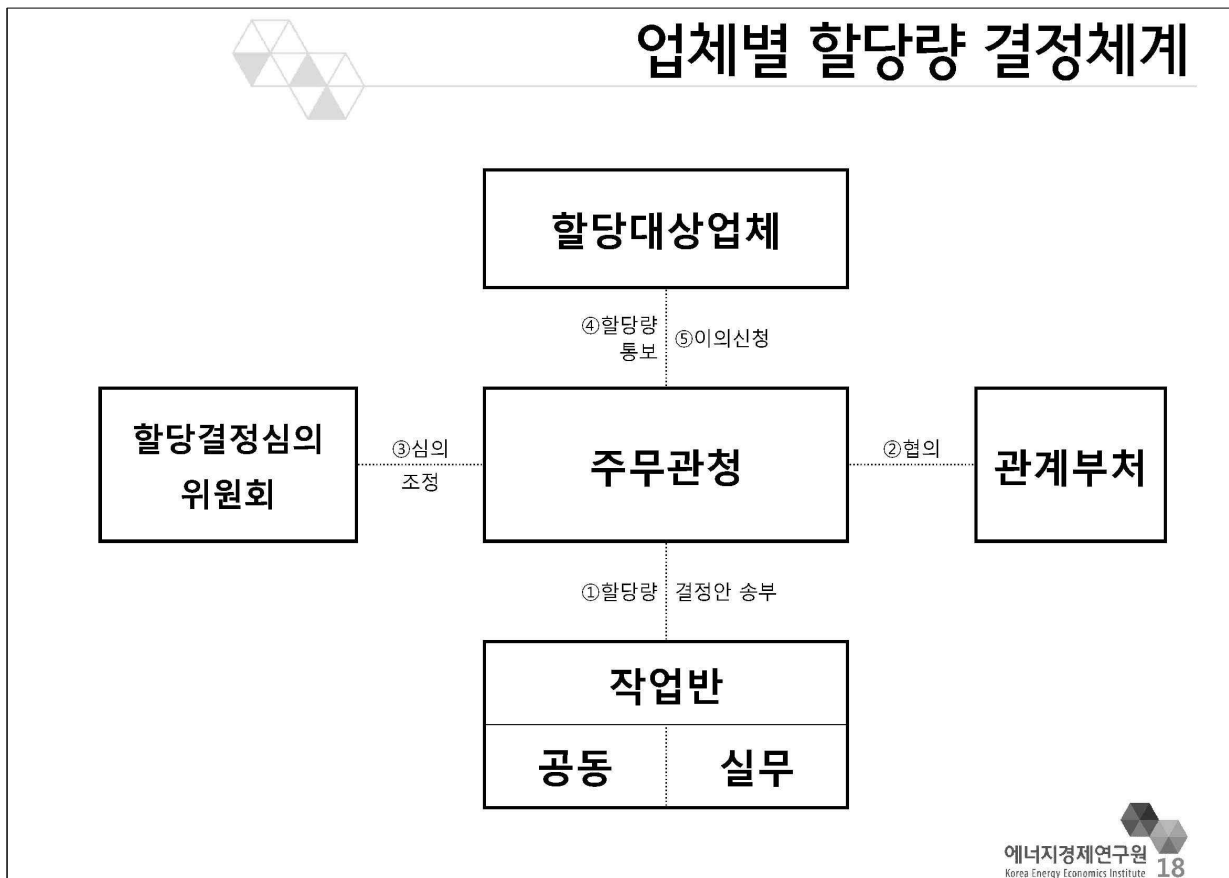 업체별 할당량 결정체계
할당대상업체
④할당량
통보
⑤이의신청
할당결정심의
위원회
③심의
조정
주무관청
②협의
관계부처
①할당량 결정안 송부
작업반
공동 실무
에너지경제연구원
Korea Energy Economics Institute 18